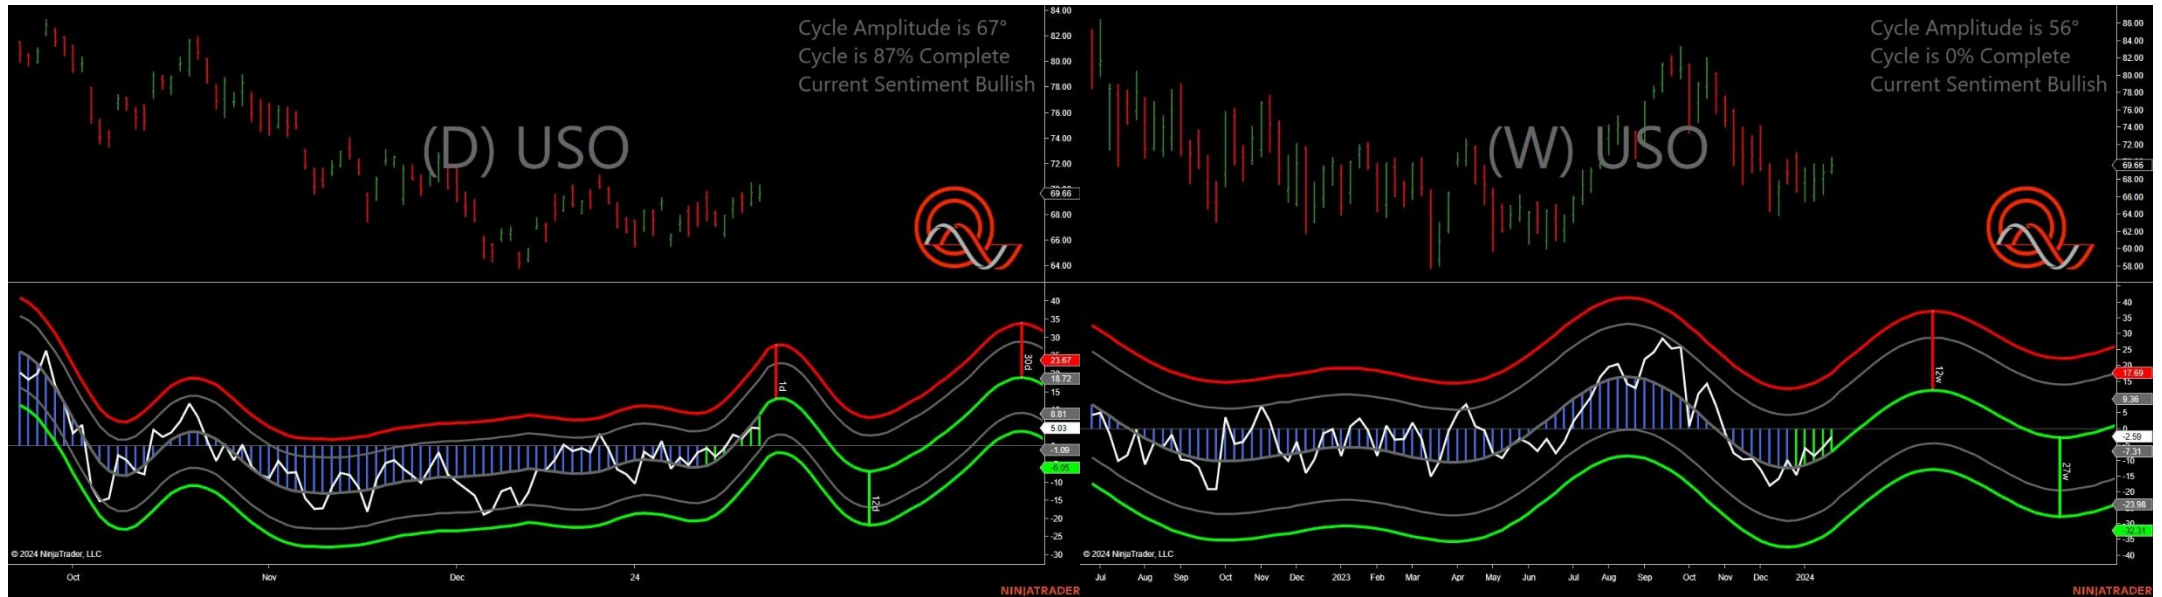 Cycle Amplitude is 67°
Cycle is 87% Complete
Current Sentiment Bullish
(D) USO
84.00
82.00
80.00
78.00
76.00
74.00
72.00
69.66
68.00
66.00
64.00
40
35
30
23.67
18.72
15
8.81
5.03
-1.09
-6.05
-10
-15
-20
-25
-30
1d
12d
30d
© 2024 NinjaTrader, LLC
Oct
Nov
Dec
24
NINJATRADER
Cycle Amplitude is 56°
Cycle is 0% Complete
Current Sentiment Bullish
(W) USO
86.00
84.00
82.00
80.00
78.00
76.00
74.00
72.00
69.66
68.00
66.00
64.00
62.00
60.00
58.00
40
35
30
25
17.69
15
9.36
5
-2.59
-7.31
-10
-15
-20
-23.98
-32.31
-40
12w
27w
© 2024 NinjaTrader, LLC
Jul
Aug
Sep
Oct
Nov
Dec
2023
Feb
Mar
Apr
May
Jun
Jul
Aug
Sep
Oct
Nov
Dec
2024
NINJATRADER